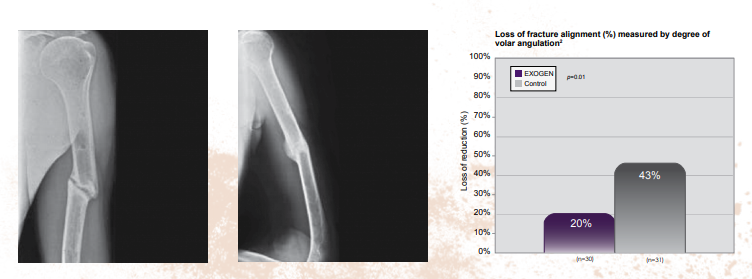 Loss of fracture alignment (%) measured by degree of
volar angulation²
100%
90%
80%
70%
60%
50%
40%
30%
20%
10%
0%
Loss of reduction (%)
EXOGEN
Control
p=0.01
20%
43%
(n=30)
(n=31)